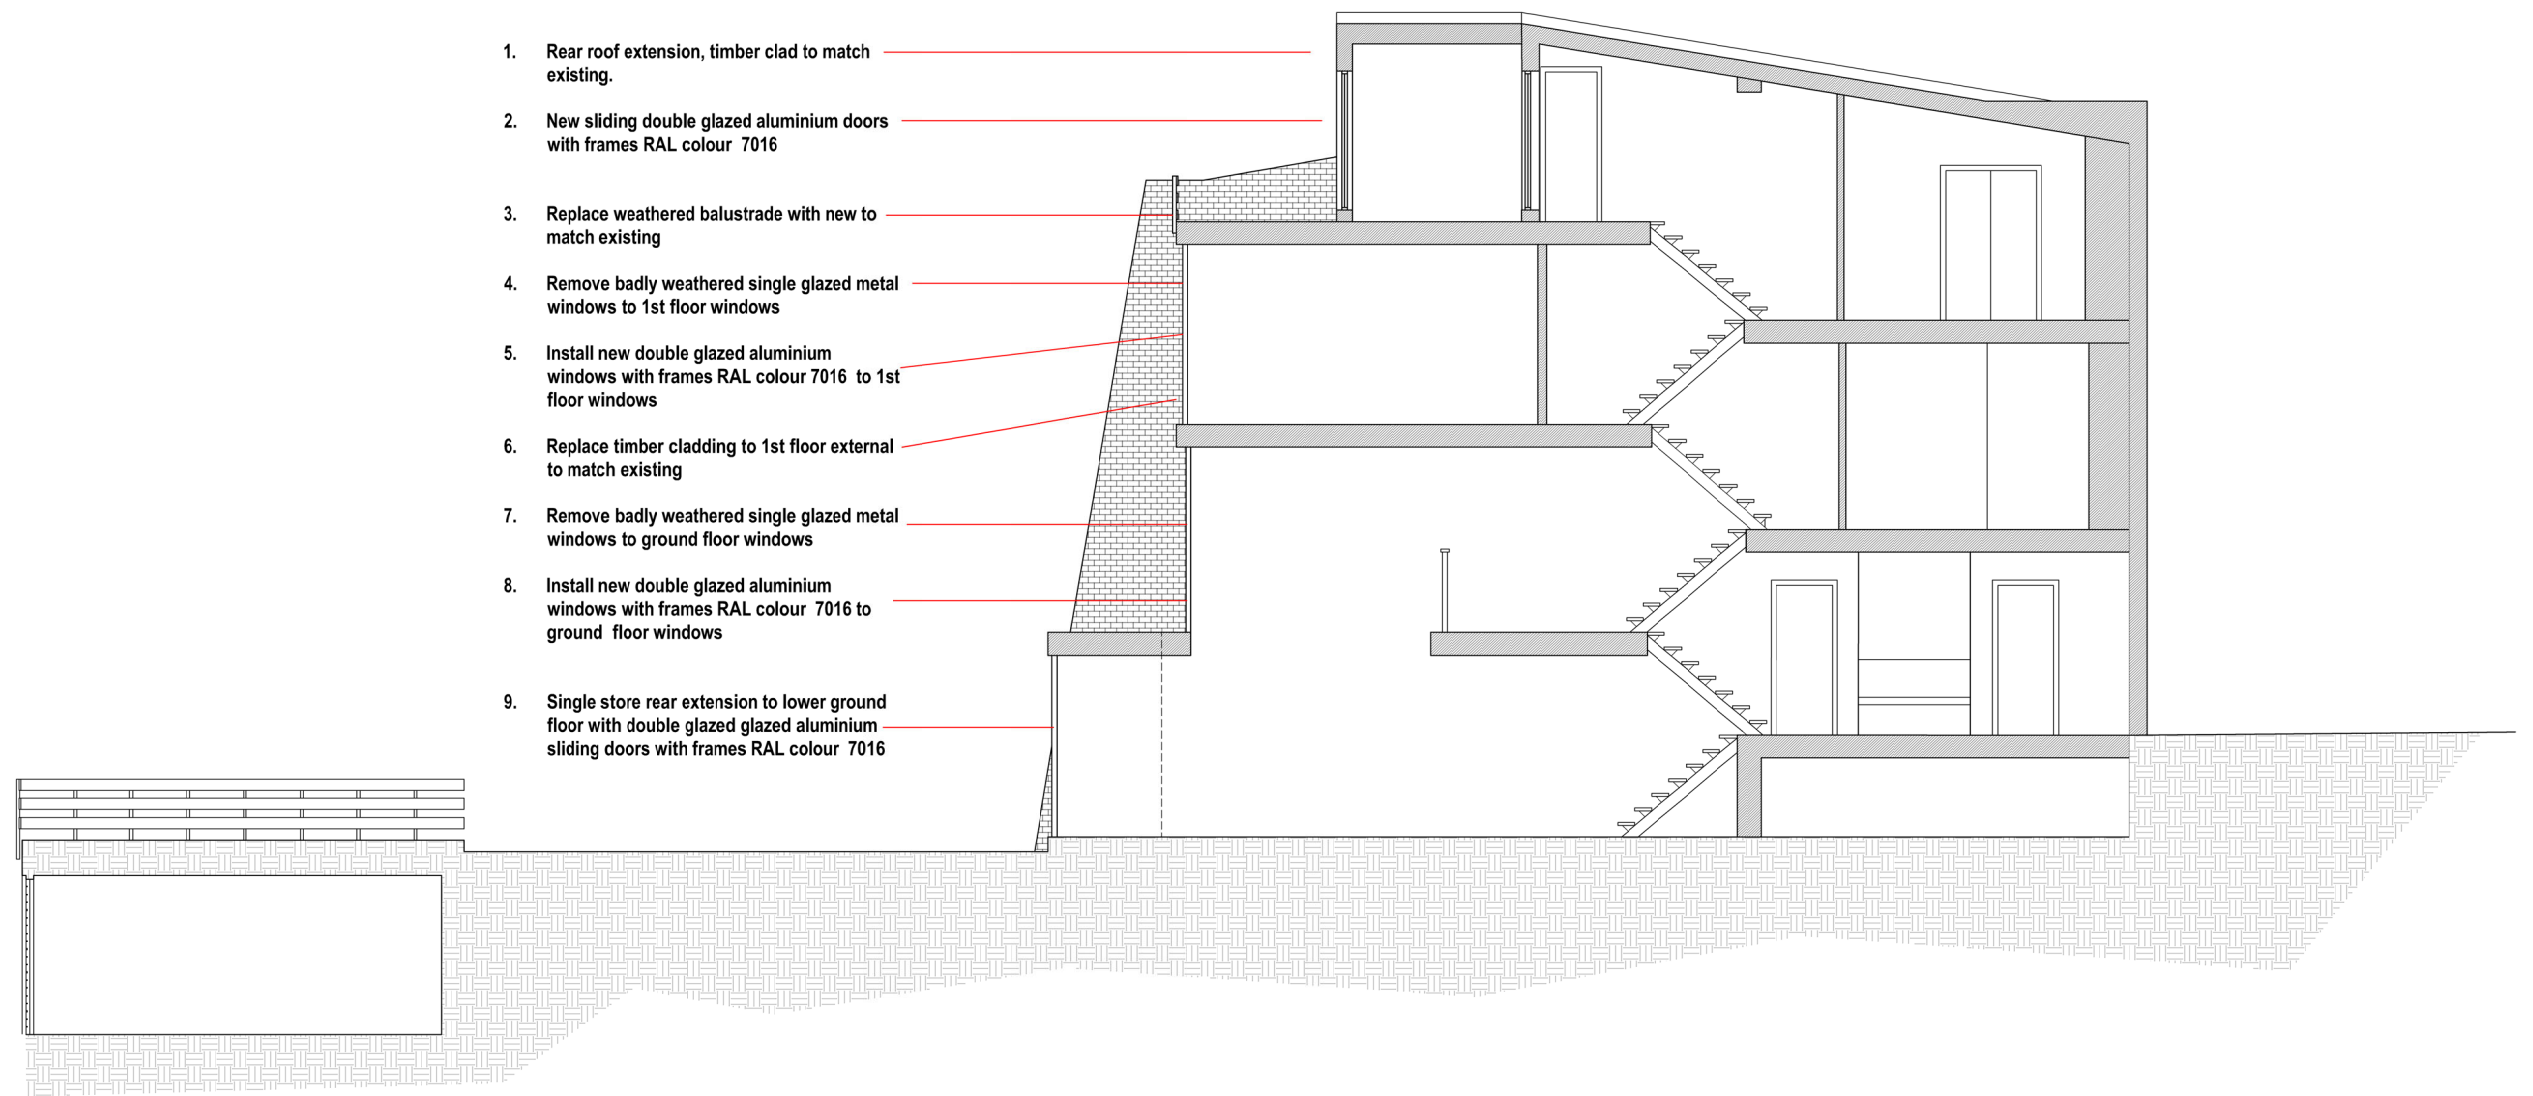 1. Rear roof extension, timber clad to match
existing.
2. New sliding double glazed aluminium doors
with frames RAL colour 7016
3. Replace weathered balustrade with new to
match existing
4. Remove badly weathered single glazed metal
windows to 1st floor windows
5. Install new double glazed aluminium
windows with frames RAL colour 7016 to 1st
floor windows
6. Replace timber cladding to 1st floor external
to match existing
7. Remove badly weathered single glazed metal
windows to ground floor windows
8. Install new double glazed aluminium
windows with frames RAL colour 7016 to
ground floor windows
9. Single store rear extension to lower ground
floor with double glazed glazed aluminium
sliding doors with frames RAL colour 7016